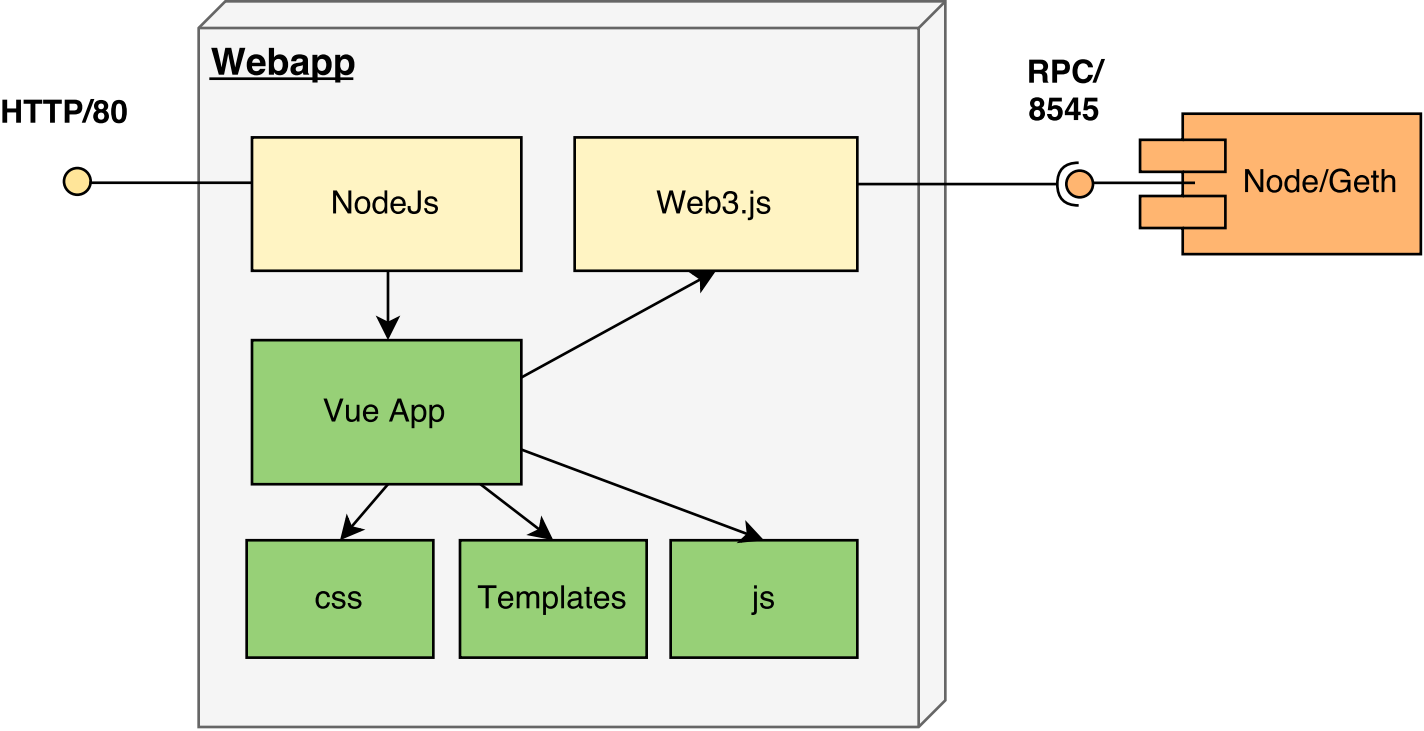 Webapp
HTTP/80
RPC/
8545
NodeJs
Web3.js
Node/Geth
Vue App
css
Templates
js